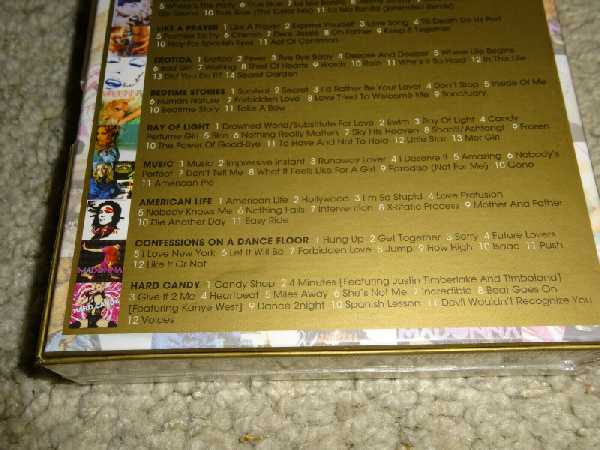 5 Where's The Party 6 True Blue 7 La Isla Bonita
LIKE A PRAYER 1 Like A Prayer 2 Express Yourself 3 Love Song 4 Till Death Do Us Part
5 Promise To Try 6 Cherish 7 Dear Jessie 8 Oh Father 9 Keep It Together
10 Pray For Spanish Eyes 11 Act Of Contrition
EROTICA 1 Erotica 2 Fever 3 Bye Bye Baby 4 Deeper And Deeper 5 Where Life Begins
6 Bad Girl 7 Waiting 8 Thief Of Hearts 9 Words 10 Rain 11 Why's It So Hard 12 In This Life
13 Did You Do It? 14 Secret Garden
BEDTIME STORIES 1 Survival 2 Secret 3 I'd Rather Be Your Lover 4 Don't Stop 5 Inside Of Me
6 Human Nature 7 Forbidden Love 8 Love Tried To Welcome Me 9 Sanctuary
10 Bedtime Story 11 Take A Bow
RAY OF LIGHT 1 Drowned World/Substitute For Love 2 Swim 3 Ray Of Light 4 Candy
Perfume Girl 5 Skin 6 Nothing Really Matters 7 Sky Fits Heaven 8 Shanti/Ashtangi 9 Frozen
10 The Power Of Good-Bye 11 To Have And Not To Hold 12 Little Star 13 Mer Girl
MUSIC 1 Music 2 Impressive Instant 3 Runaway Lover 4 I Deserve It 5 Amazing 6 Nobody's
Perfect 7 Don't Tell Me 8 What It Feels Like For A Girl 9 Paradise (Not For Me) 10 Gone
11 American Pie
AMERICAN LIFE 1 American Life 2 Hollywood 3 I'm So Stupid 4 Love Profusion
5 Nobody Knows Me 6 Nothing Fails 7 Intervention 8 X-Static Process 9 Mother And Father
10 Die Another Day 11 Easy Ride
CONFESSIONS ON A DANCE FLOOR 1 Hung Up 2 Get Together 3 Sorry 4 Future Lovers
5 I Love New York 6 Let It Will Be 7 Forbidden Love 8 Jump 9 How High 10 Isaac 11 Push
12 Like It Or Not
MADONNA
HARD CANDY 1 Candy Shop 2 4 Minutes [Featuring Justin Timberlake And Timbaland]
3 Give It 2 Me 4 Heartbeat 5 Miles Away 6 She's Not Me 7 Incredible 8 Beat Goes On
[Featuring Kanye West] 9 Dance 2night 10 Spanish Lesson 11 Devil Wouldn't Recognize You
12 Voices
HARD CANDY